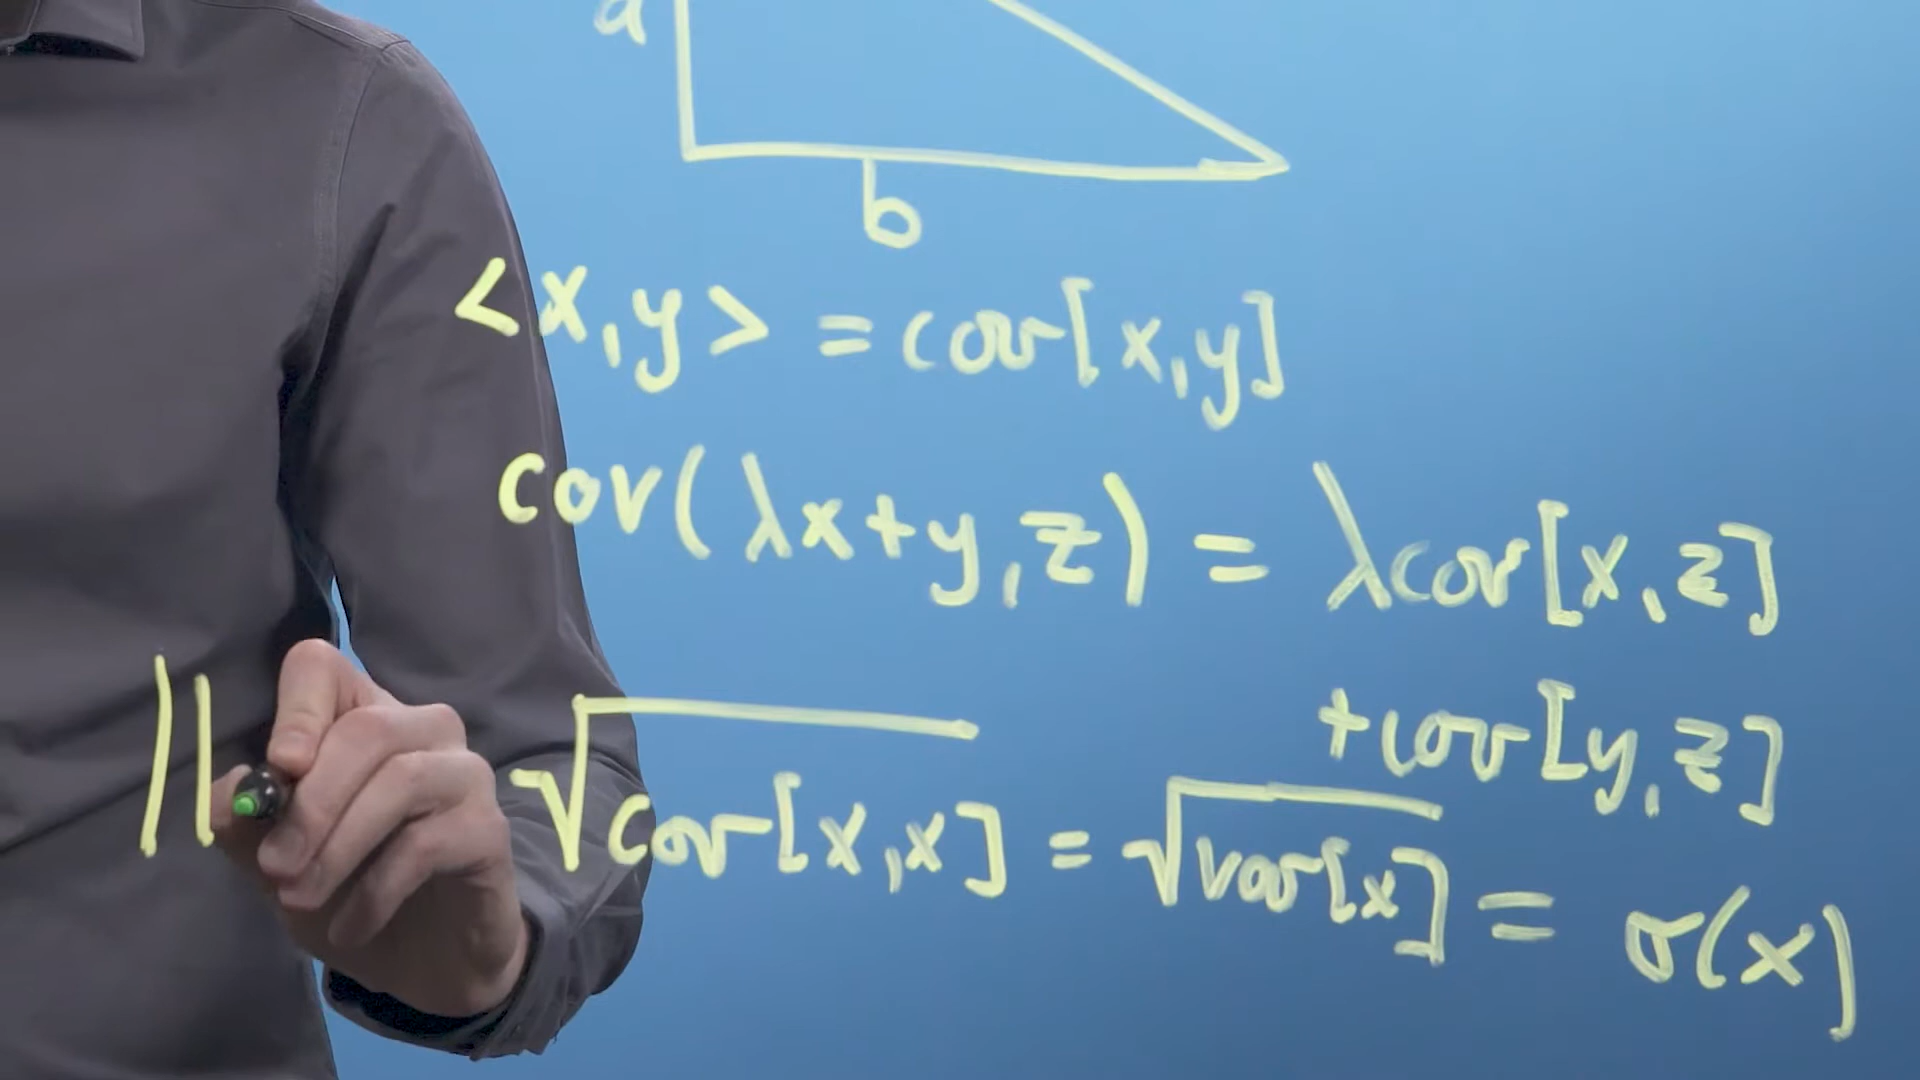 a
b
<x,y> = cov[x,y]
cov(λx+y,z) = λcov[x,z]
+cov[y,z]
|| √cov[x,x] = √var[x] = σ(x)